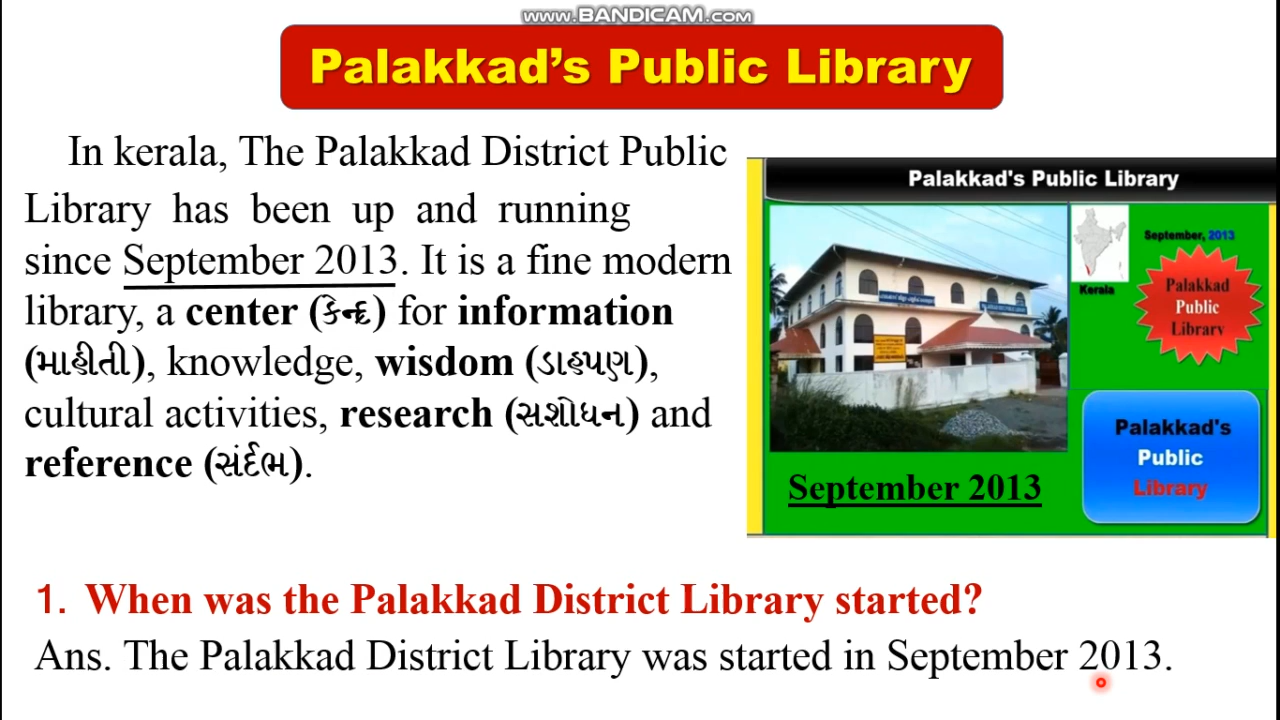 www.BANDICAM.com
Palakkad's Public Library
In kerala, The Palakkad District Public
Library has been up and running
since September 2013. It is a fine modern
library, a center (કેન્દ્ર) for information
(માહીતી), knowledge, wisdom (ડાહપણ),
cultural activities, research (સશોધન) and
reference (સંર્દભ).
Palakkad's Public Library
September, 2013
Kerala
Palakkad
Public
Library
Palakkad's
Public
Library
September 2013
1. When was the Palakkad District Library started?
Ans. The Palakkad District Library was started in September 2013.